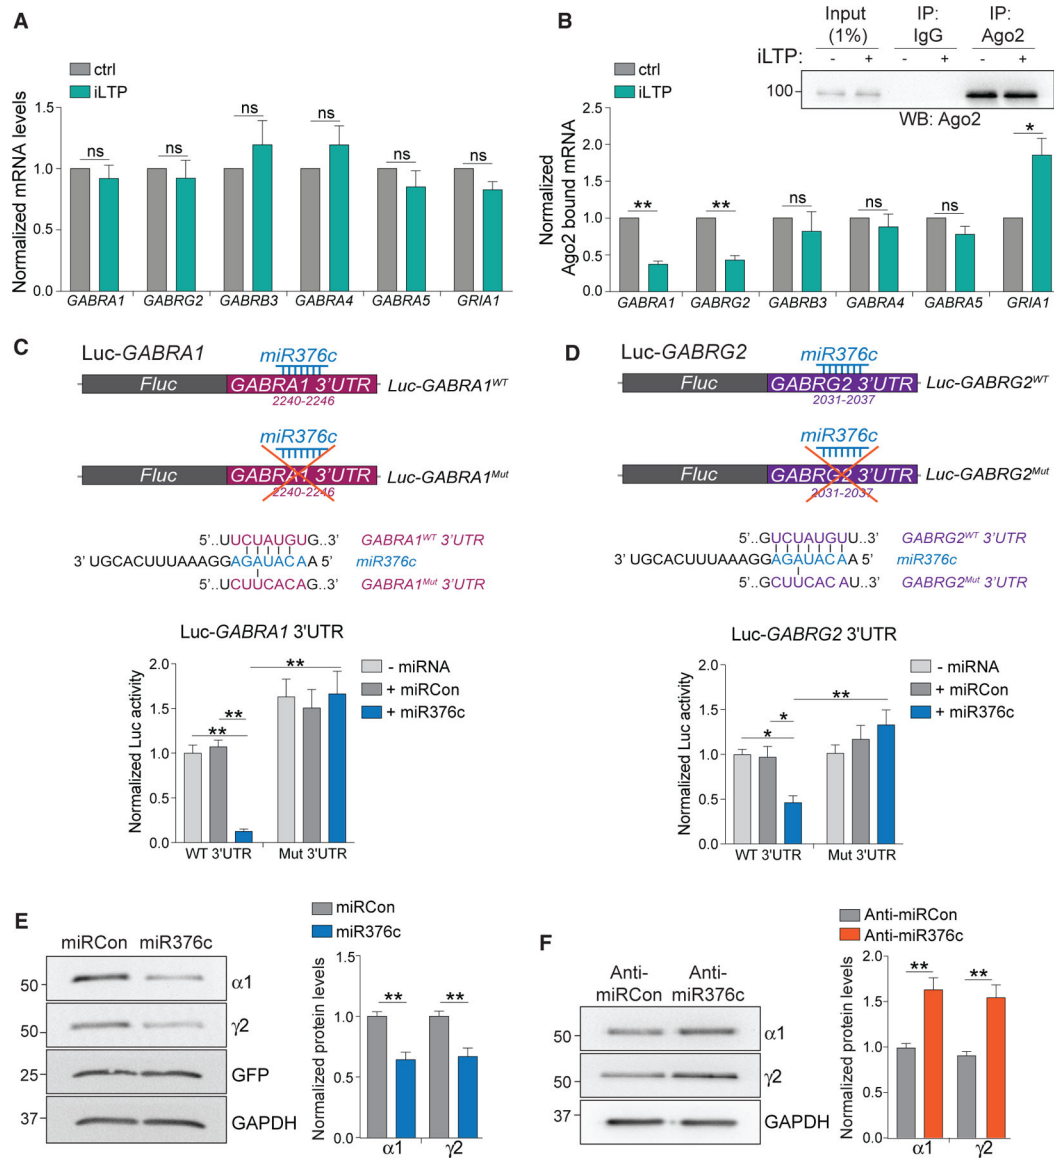 A
ctrl
iLTP
Normalized mRNA levels
1.5
1.0
0.5
0.0
ns
ns
ns
ns
ns
ns
GABRA1
GABRG2
GABRB3
GABRA4
GABRA5
GRIA1
B
Input (1%)
IP: IgG
IP: Ago2
iLTP: - + - + - +
100
WB: Ago2
ctrl
iLTP
Normalized Ago2 bound mRNA
2.5
2.0
1.5
1.0
0.5
0.0
**
**
ns
ns
ns
*
GABRA1
GABRG2
GABRB3
GABRA4
GABRA5
GRIA1
C
Luc-GABRA1
miR376c
Fluc
GABRA1 3'UTR
Luc-GABRA1WT
2240-2246
miR376c
Fluc
GABRA1 3'UTR
Luc-GABRA1Mut
2240-2246
5'..UUCUAUGUG..3' GABRA1WT 3'UTR
3' UGCACUUUAAAGGAGAUACAA 5' miR376c
5'..UCUUCACAG..3' GABRA1Mut 3'UTR
Luc-GABRA1 3'UTR
Normalized Luc activity
2.0
1.5
1.0
0.5
0.0
**
**
**
- miRNA
+ miRCon
+ miR376c
WT 3'UTR
Mut 3'UTR
D
Luc-GABRG2
miR376c
Fluc
GABRG2 3'UTR
Luc-GABRG2WT
2031-2037
miR376c
Fluc
GABRG2 3'UTR
Luc-GABRG2Mut
2031-2037
5'..GUCUAUGUU..3' GABRG2WT 3'UTR
3' UGCACUUUAAAGGAGAUACAA 5' miR376c
5'..GCUUCACAU..3' GABRG2Mut 3'UTR
Luc-GABRG2 3'UTR
Normalized Luc activity
2.0
1.5
1.0
0.5
0.0
*
*
**
- miRNA
+ miRCon
+ miR376c
WT 3'UTR
Mut 3'UTR
E
miRCon miR376c
50 α1
50 γ2
25 GFP
37 GAPDH
miRCon
miR376c
Normalized protein levels
1.5
1.0
0.5
0.0
**
**
α1
γ2
F
Anti-miRCon
Anti-miR376c
50 α1
50 γ2
37 GAPDH
Anti-miRCon
Anti-miR376c
Normalized protein levels
2.0
1.5
1.0
0.5
0.0
**
**
α1
γ2